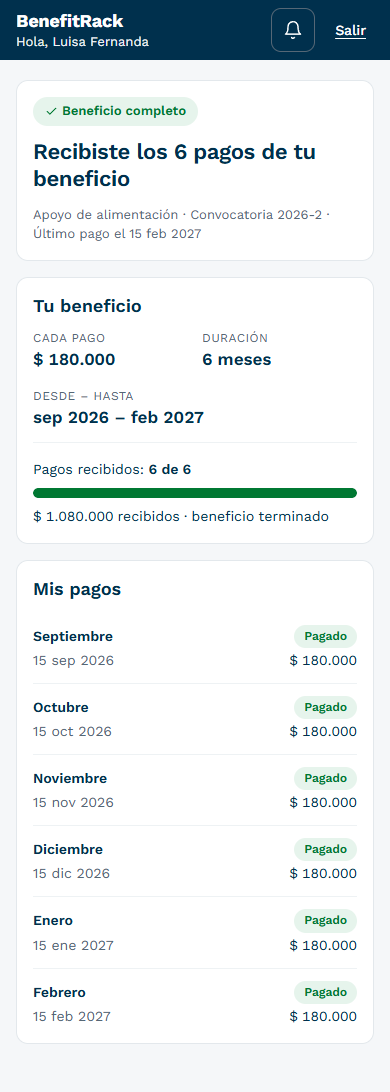 BenefitRack
Hola, Luisa Fernanda
Salir
Beneficio completo
Recibiste los 6 pagos de tu
beneficio
Apoyo de alimentación · Convocatoria 2026-2 ·
Último pago el 15 feb 2027
Tu beneficio
CADA PAGO
$ 180.000
DURACIÓN
6 meses
DESDE – HASTA
sep 2026 – feb 2027
Pagos recibidos: 6 de 6
$ 1.080.000 recibidos · beneficio terminado
Mis pagos
Septiembre
Pagado
15 sep 2026
$ 180.000
Octubre
Pagado
15 oct 2026
$ 180.000
Noviembre
Pagado
15 nov 2026
$ 180.000
Diciembre
Pagado
15 dic 2026
$ 180.000
Enero
Pagado
15 ene 2027
$ 180.000
Febrero
Pagado
15 feb 2027
$ 180.000